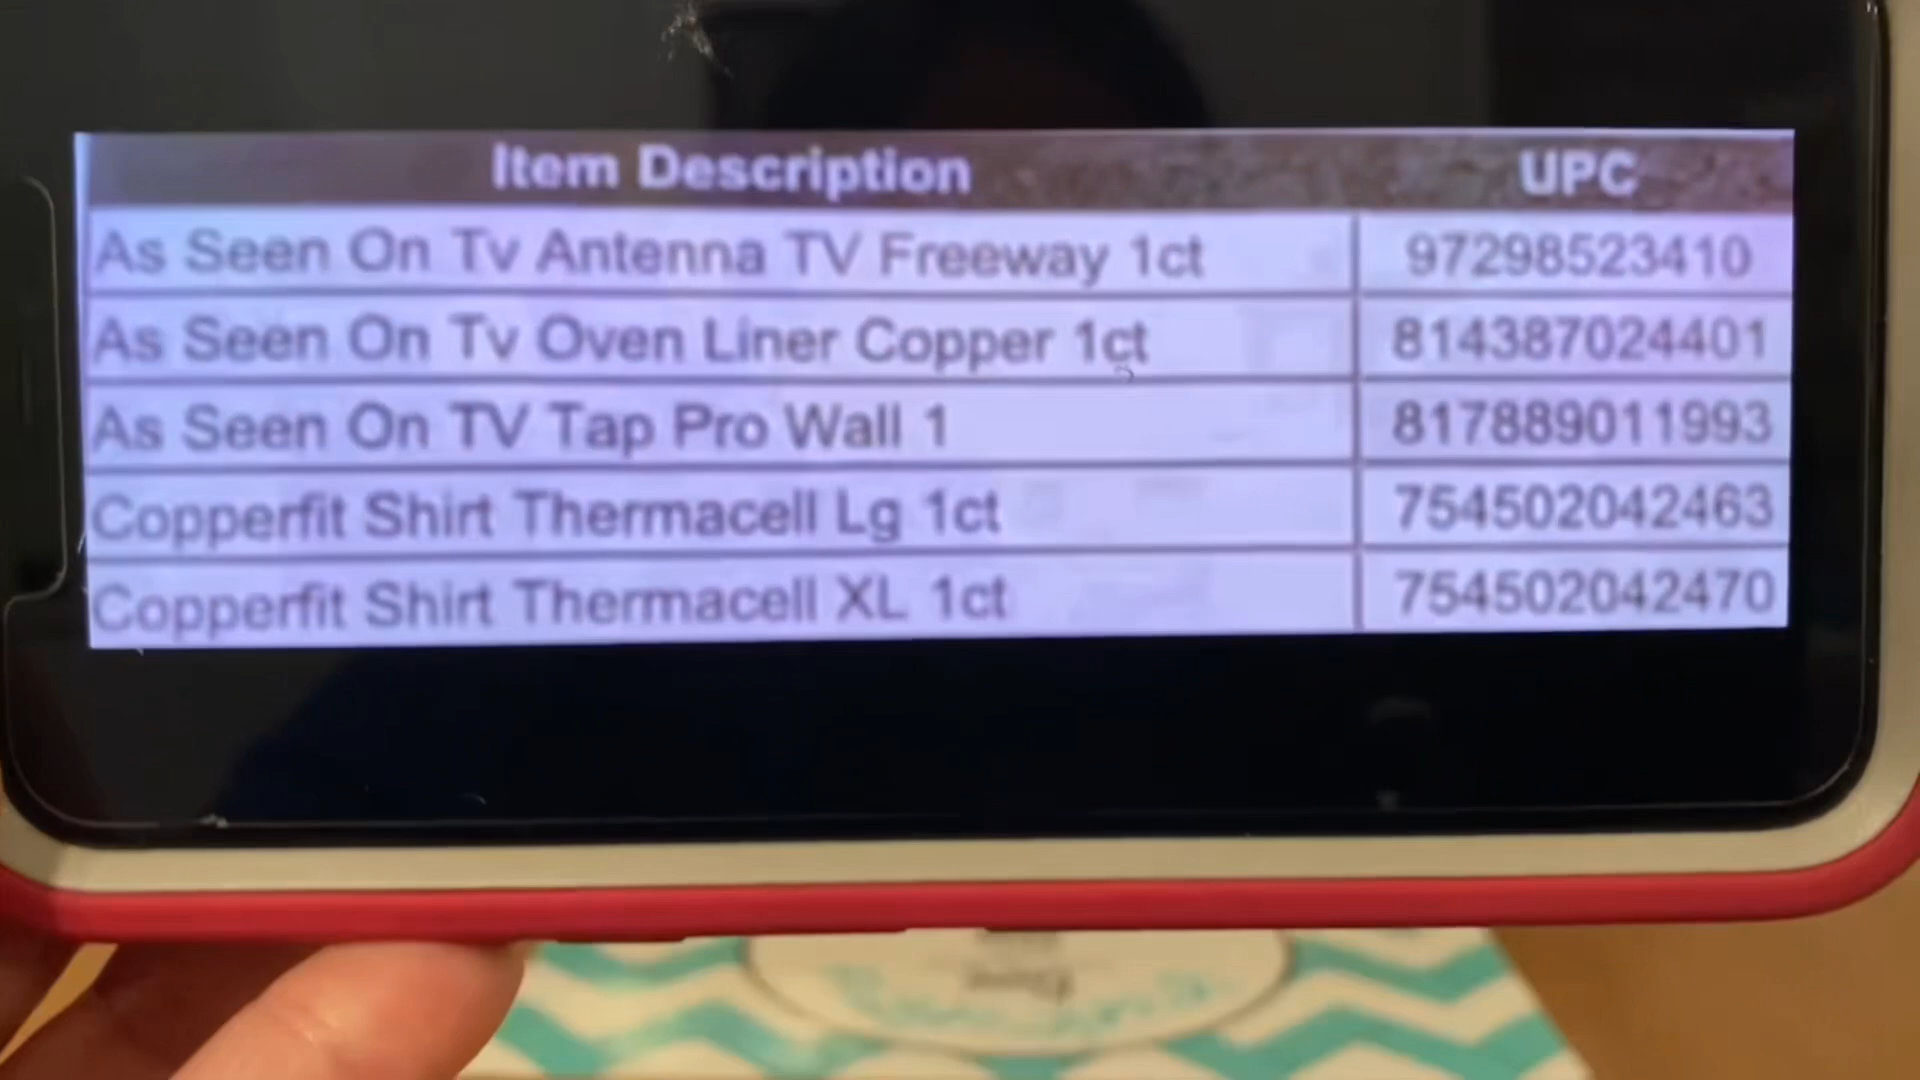 Item Description UPC
As Seen On Tv Antenna TV Freeway 1ct 97298523410
As Seen On Tv Oven Liner Copper 1ct 814387024401
As Seen On TV Tap Pro Wall 1 817889011993
Copperfit Shirt Thermacell Lg 1ct 754502042463
Copperfit Shirt Thermacell XL 1ct 754502042470